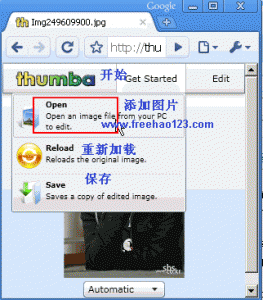 Google
Img249609900.jpg
http://thu
thumba 开始 Get Started Edit
Open 添加图片
Open an image file from your PC
to edit.
www.freehao123.com
Reload 重新加载
Reloads the original image.
Save 保存
Saves a copy of edited image.
Automatic